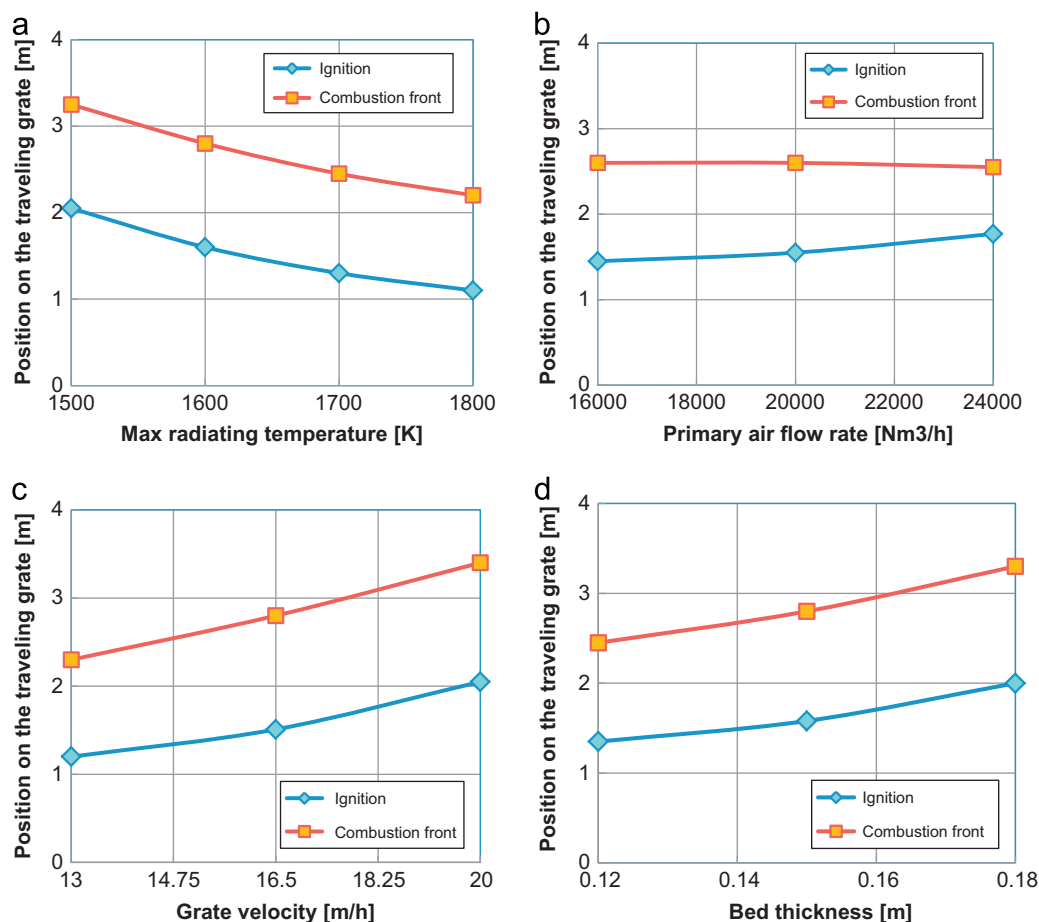 a
Position on the traveling grate [m]
4
3
2
1
0
Ignition
Combustion front
1500 1600 1700 1800
Max radiating temperature [K]
b
Position on the traveling grate [m]
4
3
2
1
0
Ignition
Combustion front
16000 18000 20000 22000 24000
Primary air flow rate [Nm3/h]
c
Position on the traveling grate [m]
4
3
2
1
0
Ignition
Combustion front
13 14.75 16.5 18.25 20
Grate velocity [m/h]
d
Position on the traveling grate [m]
4
3
2
1
0
Ignition
Combustion front
0.12 0.14 0.16 0.18
Bed thickness [m]